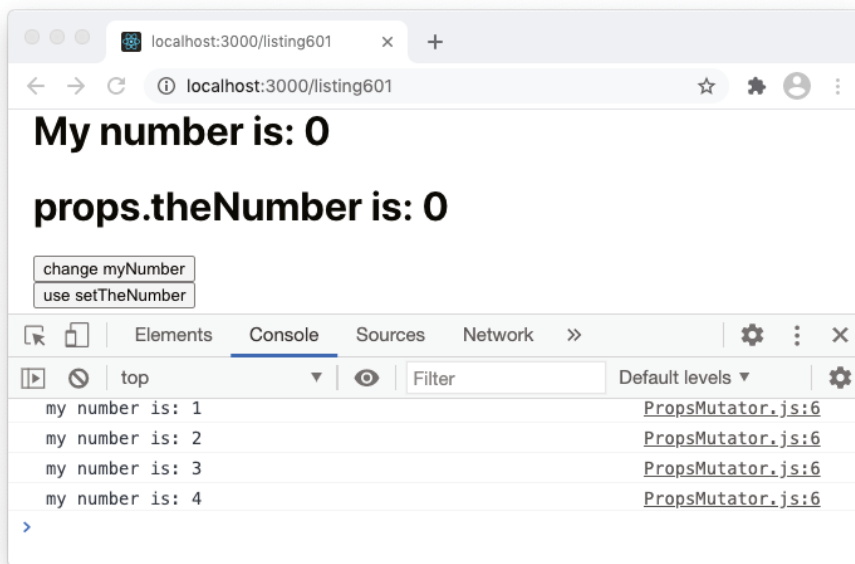 localhost:3000/listing601
localhost:3000/listing601
My number is: 0
props.theNumber is: 0
change myNumber
use setTheNumber
Elements Console Sources Network
top Filter Default levels
my number is: 1 PropsMutator.js:6
my number is: 2 PropsMutator.js:6
my number is: 3 PropsMutator.js:6
my number is: 4 PropsMutator.js:6